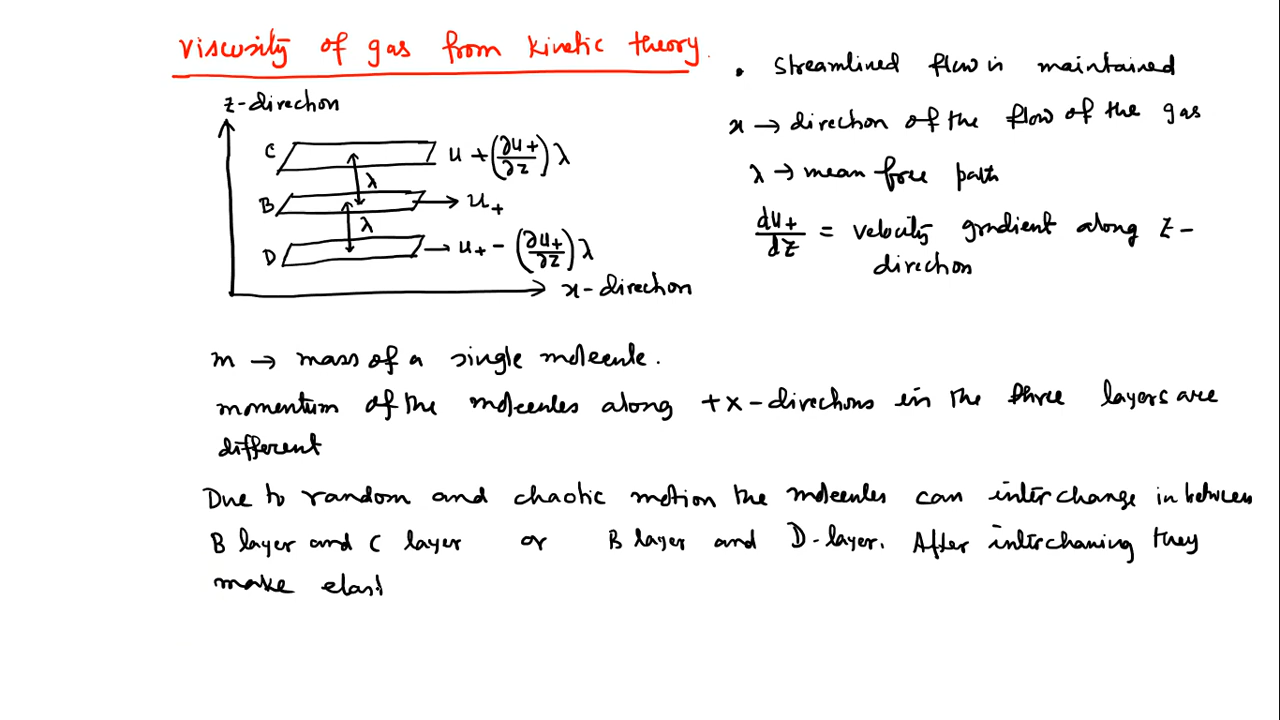 viscosity of gas from kinetic theory.
• Streamlined flow is maintained
x → direction of the flow of the gas
λ → mean free path
du+/dz = velocity gradient along z-
direction
z-direction
C u + (∂u+/∂z) λ
λ
B u+
λ
D u+ - (∂u+/∂z) λ
x-direction
m → mass of a single molecule.
momentum of the molecules along +x-directions in the three layers are
different
Due to random and chaotic motion the molecules can interchange in between
B layer and C layer or B layer and D-layer. After interchaning they
make elast